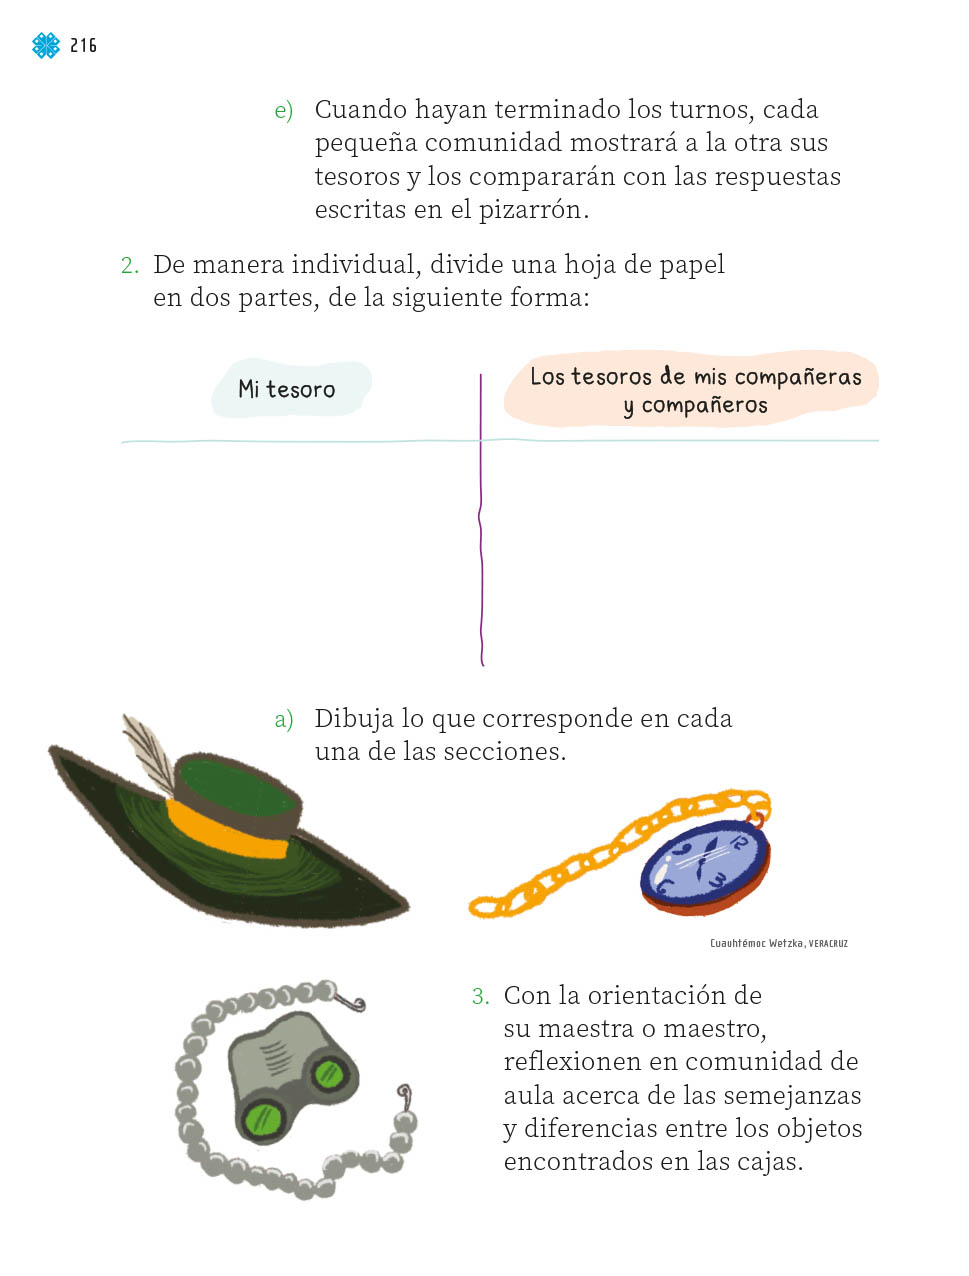 216
e) Cuando hayan terminado los turnos, cada
pequeña comunidad mostrará a la otra sus
tesoros y los compararán con las respuestas
escritas en el pizarrón.
2. De manera individual, divide una hoja de papel
en dos partes, de la siguiente forma:
Mi tesoro
Los tesoros de mis compañeras
y compañeros
a) Dibuja lo que corresponde en cada
una de las secciones.
12
9
3
6
Cuauhtémoc Wetzka, VERACRUZ
3. Con la orientación de
su maestra o maestro,
reflexionen en comunidad de
aula acerca de las semejanzas
y diferencias entre los objetos
encontrados en las cajas.